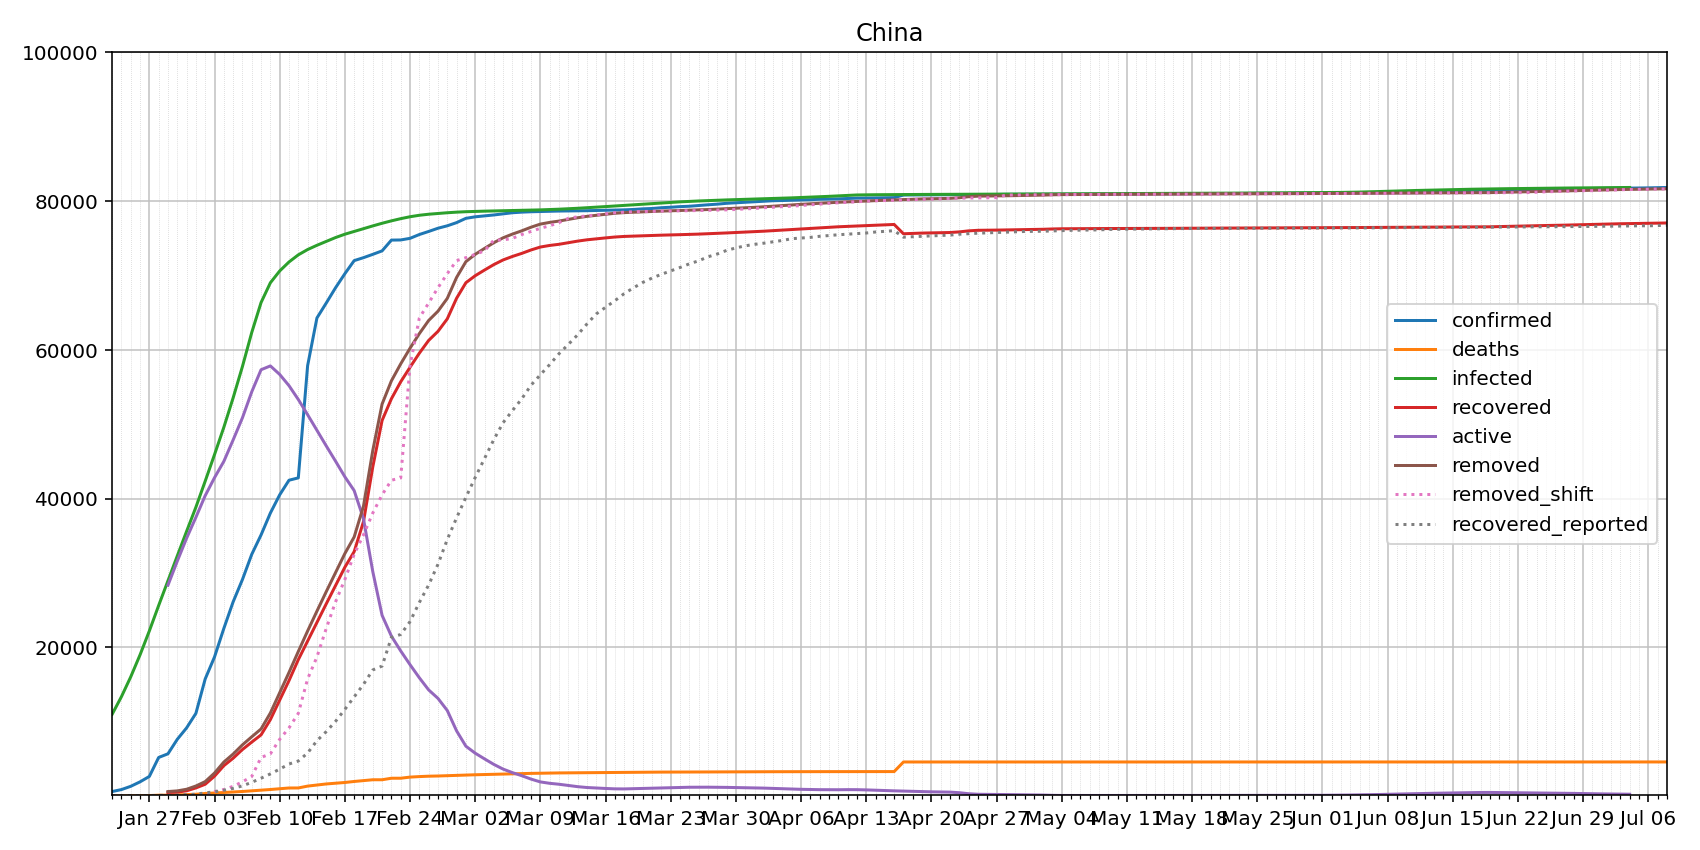 China
100000
80000
60000
40000
20000
confirmed
deaths
infected
recovered
active
removed
removed_shift
recovered_reported
Jan 27 Feb 03 Feb 10 Feb 17 Feb 24 Mar 02 Mar 09 Mar 16 Mar 23 Mar 30 Apr 06 Apr 13 Apr 20 Apr 27 May 04 May 11 May 18 May 25 Jun 01 Jun 08 Jun 15 Jun 22 Jun 29 Jul 06